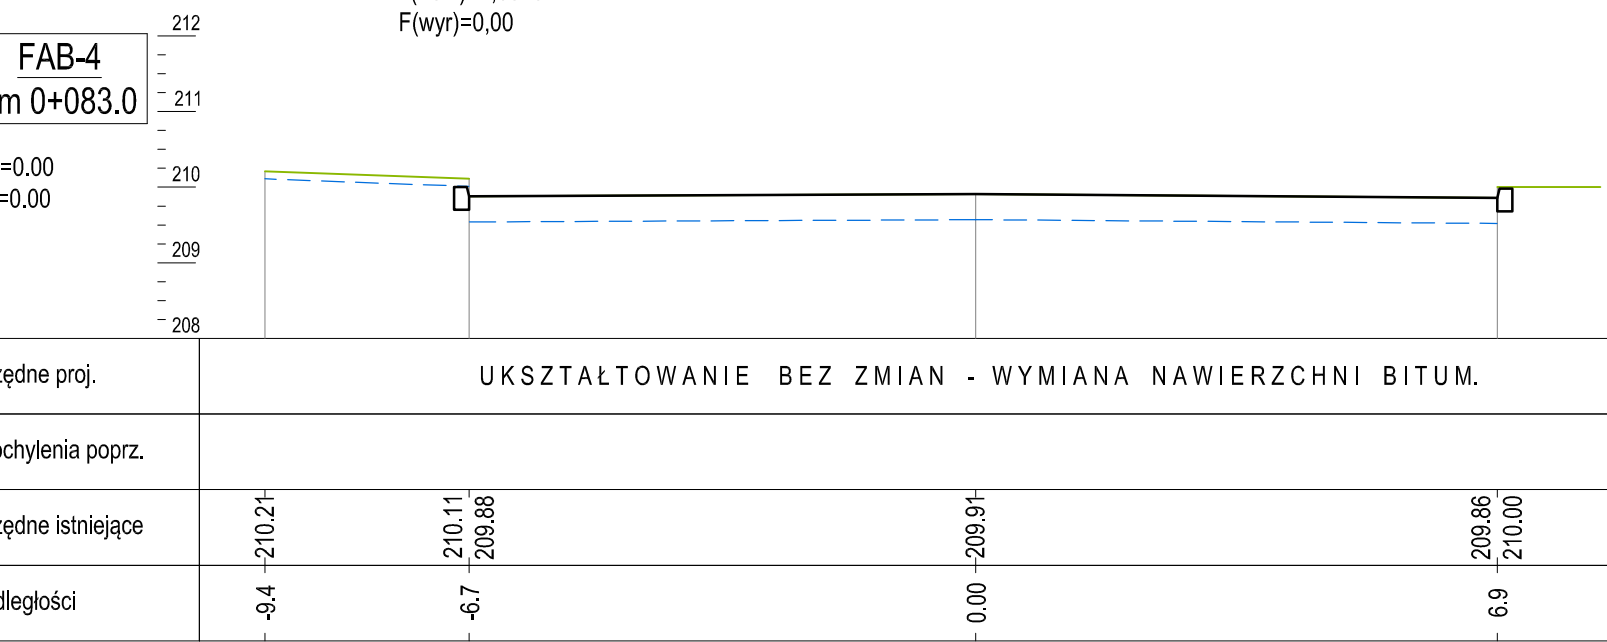 F(wyr)=0,00
212
FAB-4
m 0+083.0
211
=0.00
210
=0.00
209
208
zędne proj.
UKSZTAŁTOWANIE BEZ ZMIAN - WYMIANA NAWIERZCHNI BITUM.
ochylenia poprz.
zędne istniejące
210.21
210.11
209.88
209.91
209.86
210.00
dległości
-9.4
-6.7
0.00
6.9